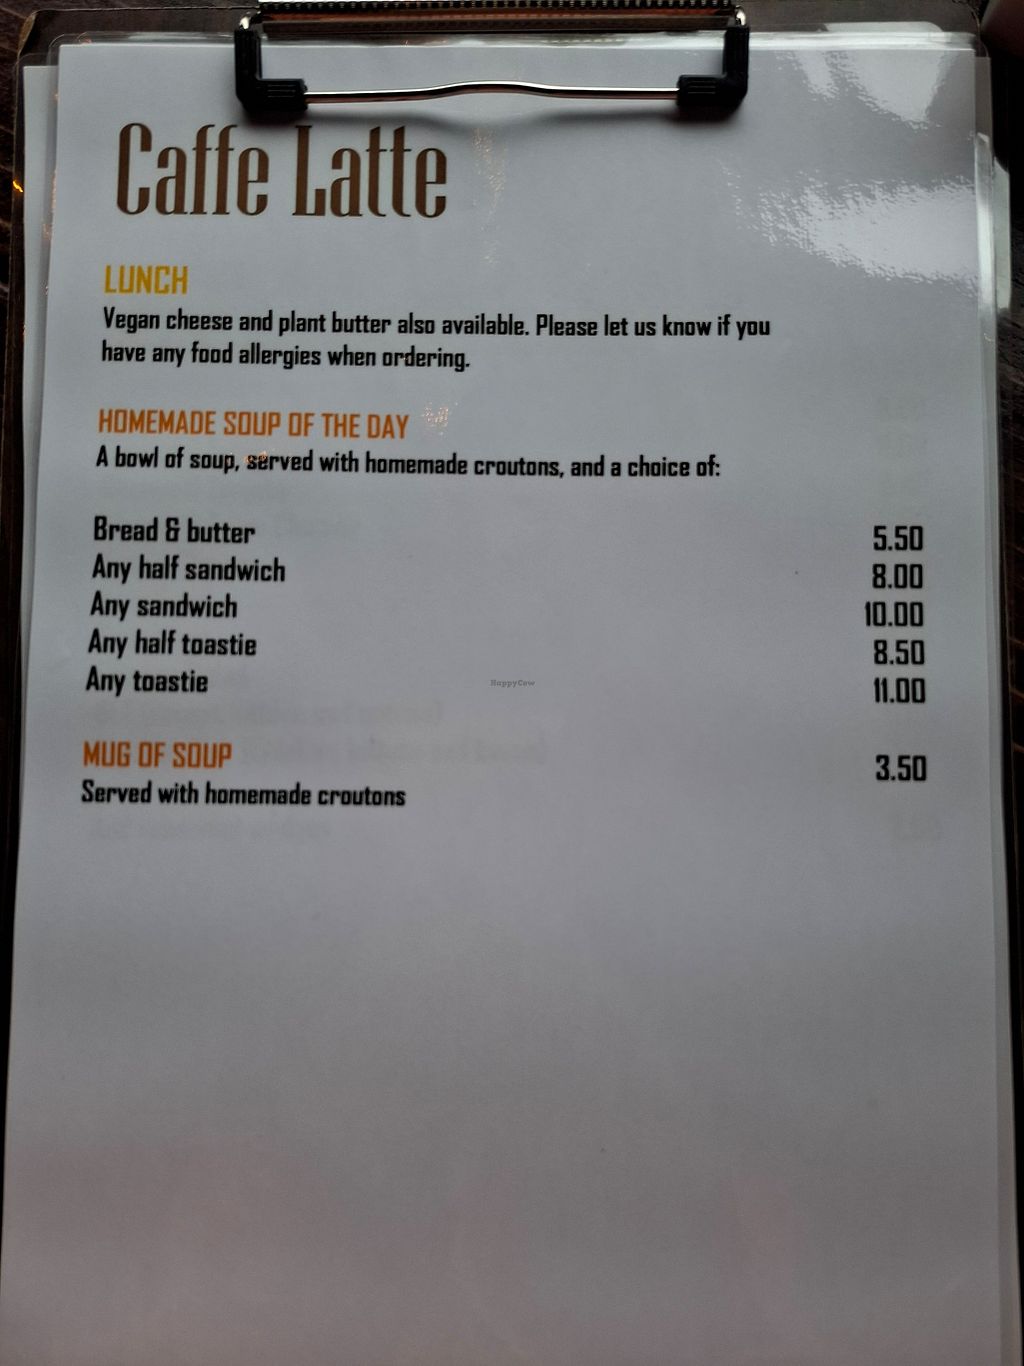 Caffe Latte
LUNCH
Vegan cheese and plant butter also available. Please let us know if you
have any food allergies when ordering.
HOMEMADE SOUP OF THE DAY
A bowl of soup, served with homemade croutons, and a choice of:
Bread & butter 5.50
Any half sandwich 8.00
Any sandwich 10.00
Any half toastie 8.50
Any toastie 11.00
HappyCow
MUG OF SOUP 3.50
Served with homemade croutons